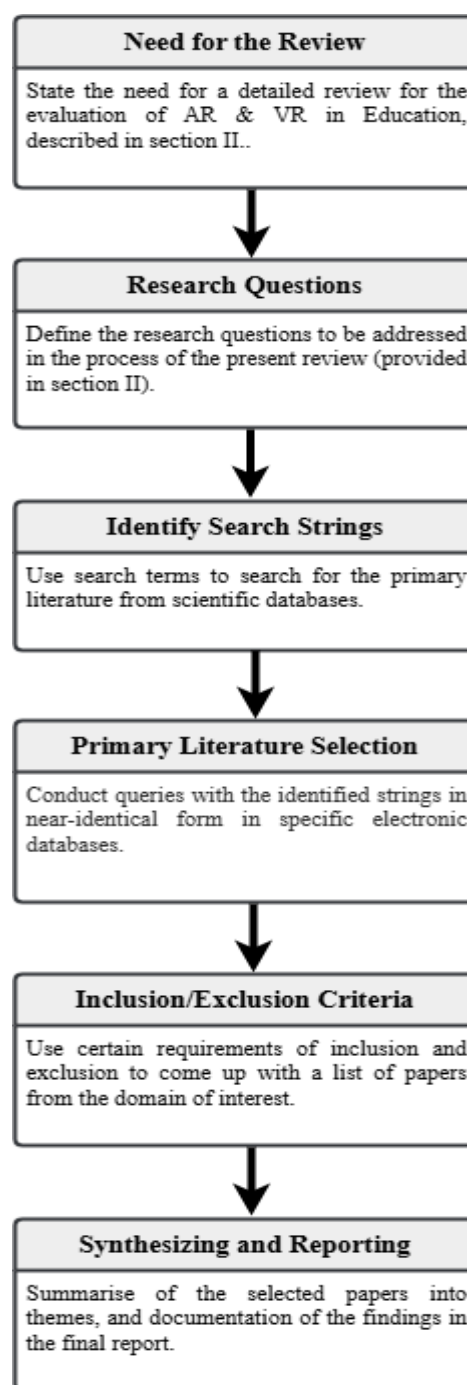 Need for the Review
State the need for a detailed review for the
evaluation of AR & VR in Education,
described in section II..
Research Questions
Define the research questions to be addressed
in the process of the present review (provided
in section II).
Identify Search Strings
Use search terms to search for the primary
literature from scientific databases.
Primary Literature Selection
Conduct queries with the identified strings in
near-identical form in specific electronic
databases.
Inclusion/Exclusion Criteria
Use certain requirements of inclusion and
exclusion to come up with a list of papers
from the domain of interest.
Synthesizing and Reporting
Summarise of the selected papers into
themes, and documentation of the findings in
the final report.